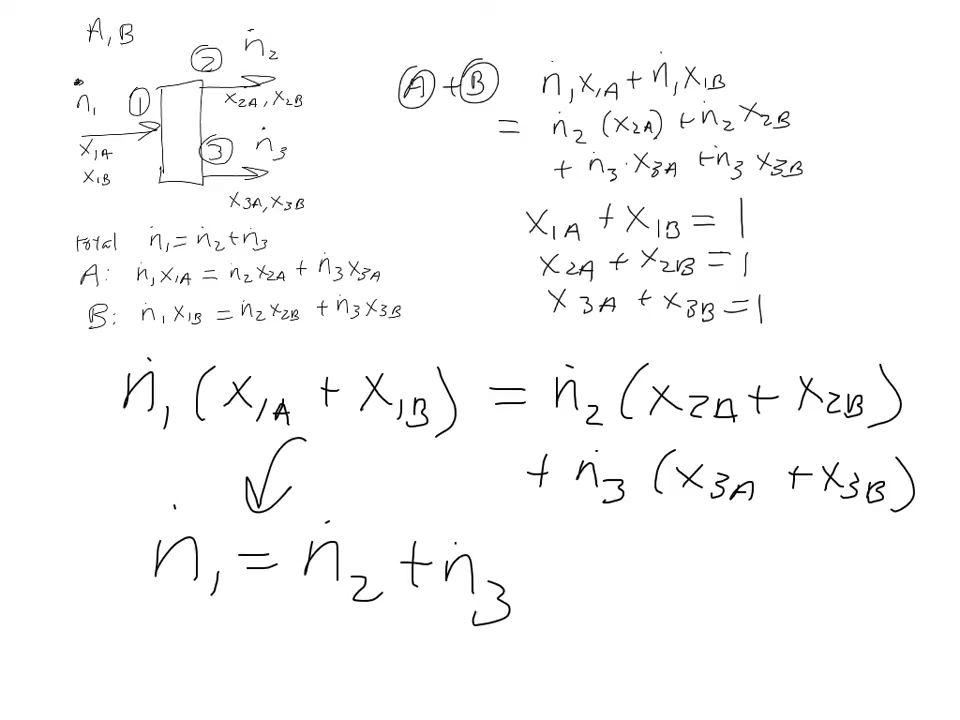 A, B
② ṅ₂
ṅ₁ ①
x₂A, x₂B
x₁A
x₁B
③ ṅ₃
x₃A, x₃B
total ṅ₁ = ṅ₂ + ṅ₃
A: ṅ₁x₁A = ṅ₂x₂A + ṅ₃x₃A
B: ṅ₁x₁B = ṅ₂x₂B + ṅ₃x₃B
Ⓐ + Ⓑ ṅ₁x₁A + ṅ₁x₁B
= ṅ₂(x₂A) + ṅ₂x₂B
+ ṅ₃·x₃A + ṅ₃x₃B
x₁A + x₁B = 1
x₂A + x₂B = 1
x₃A + x₃B = 1
ṅ₁(x₁A + x₁B) = ṅ₂(x₂A + x₂B)
+ ṅ₃(x₃A + x₃B)
ṅ₁ = ṅ₂ + ṅ₃